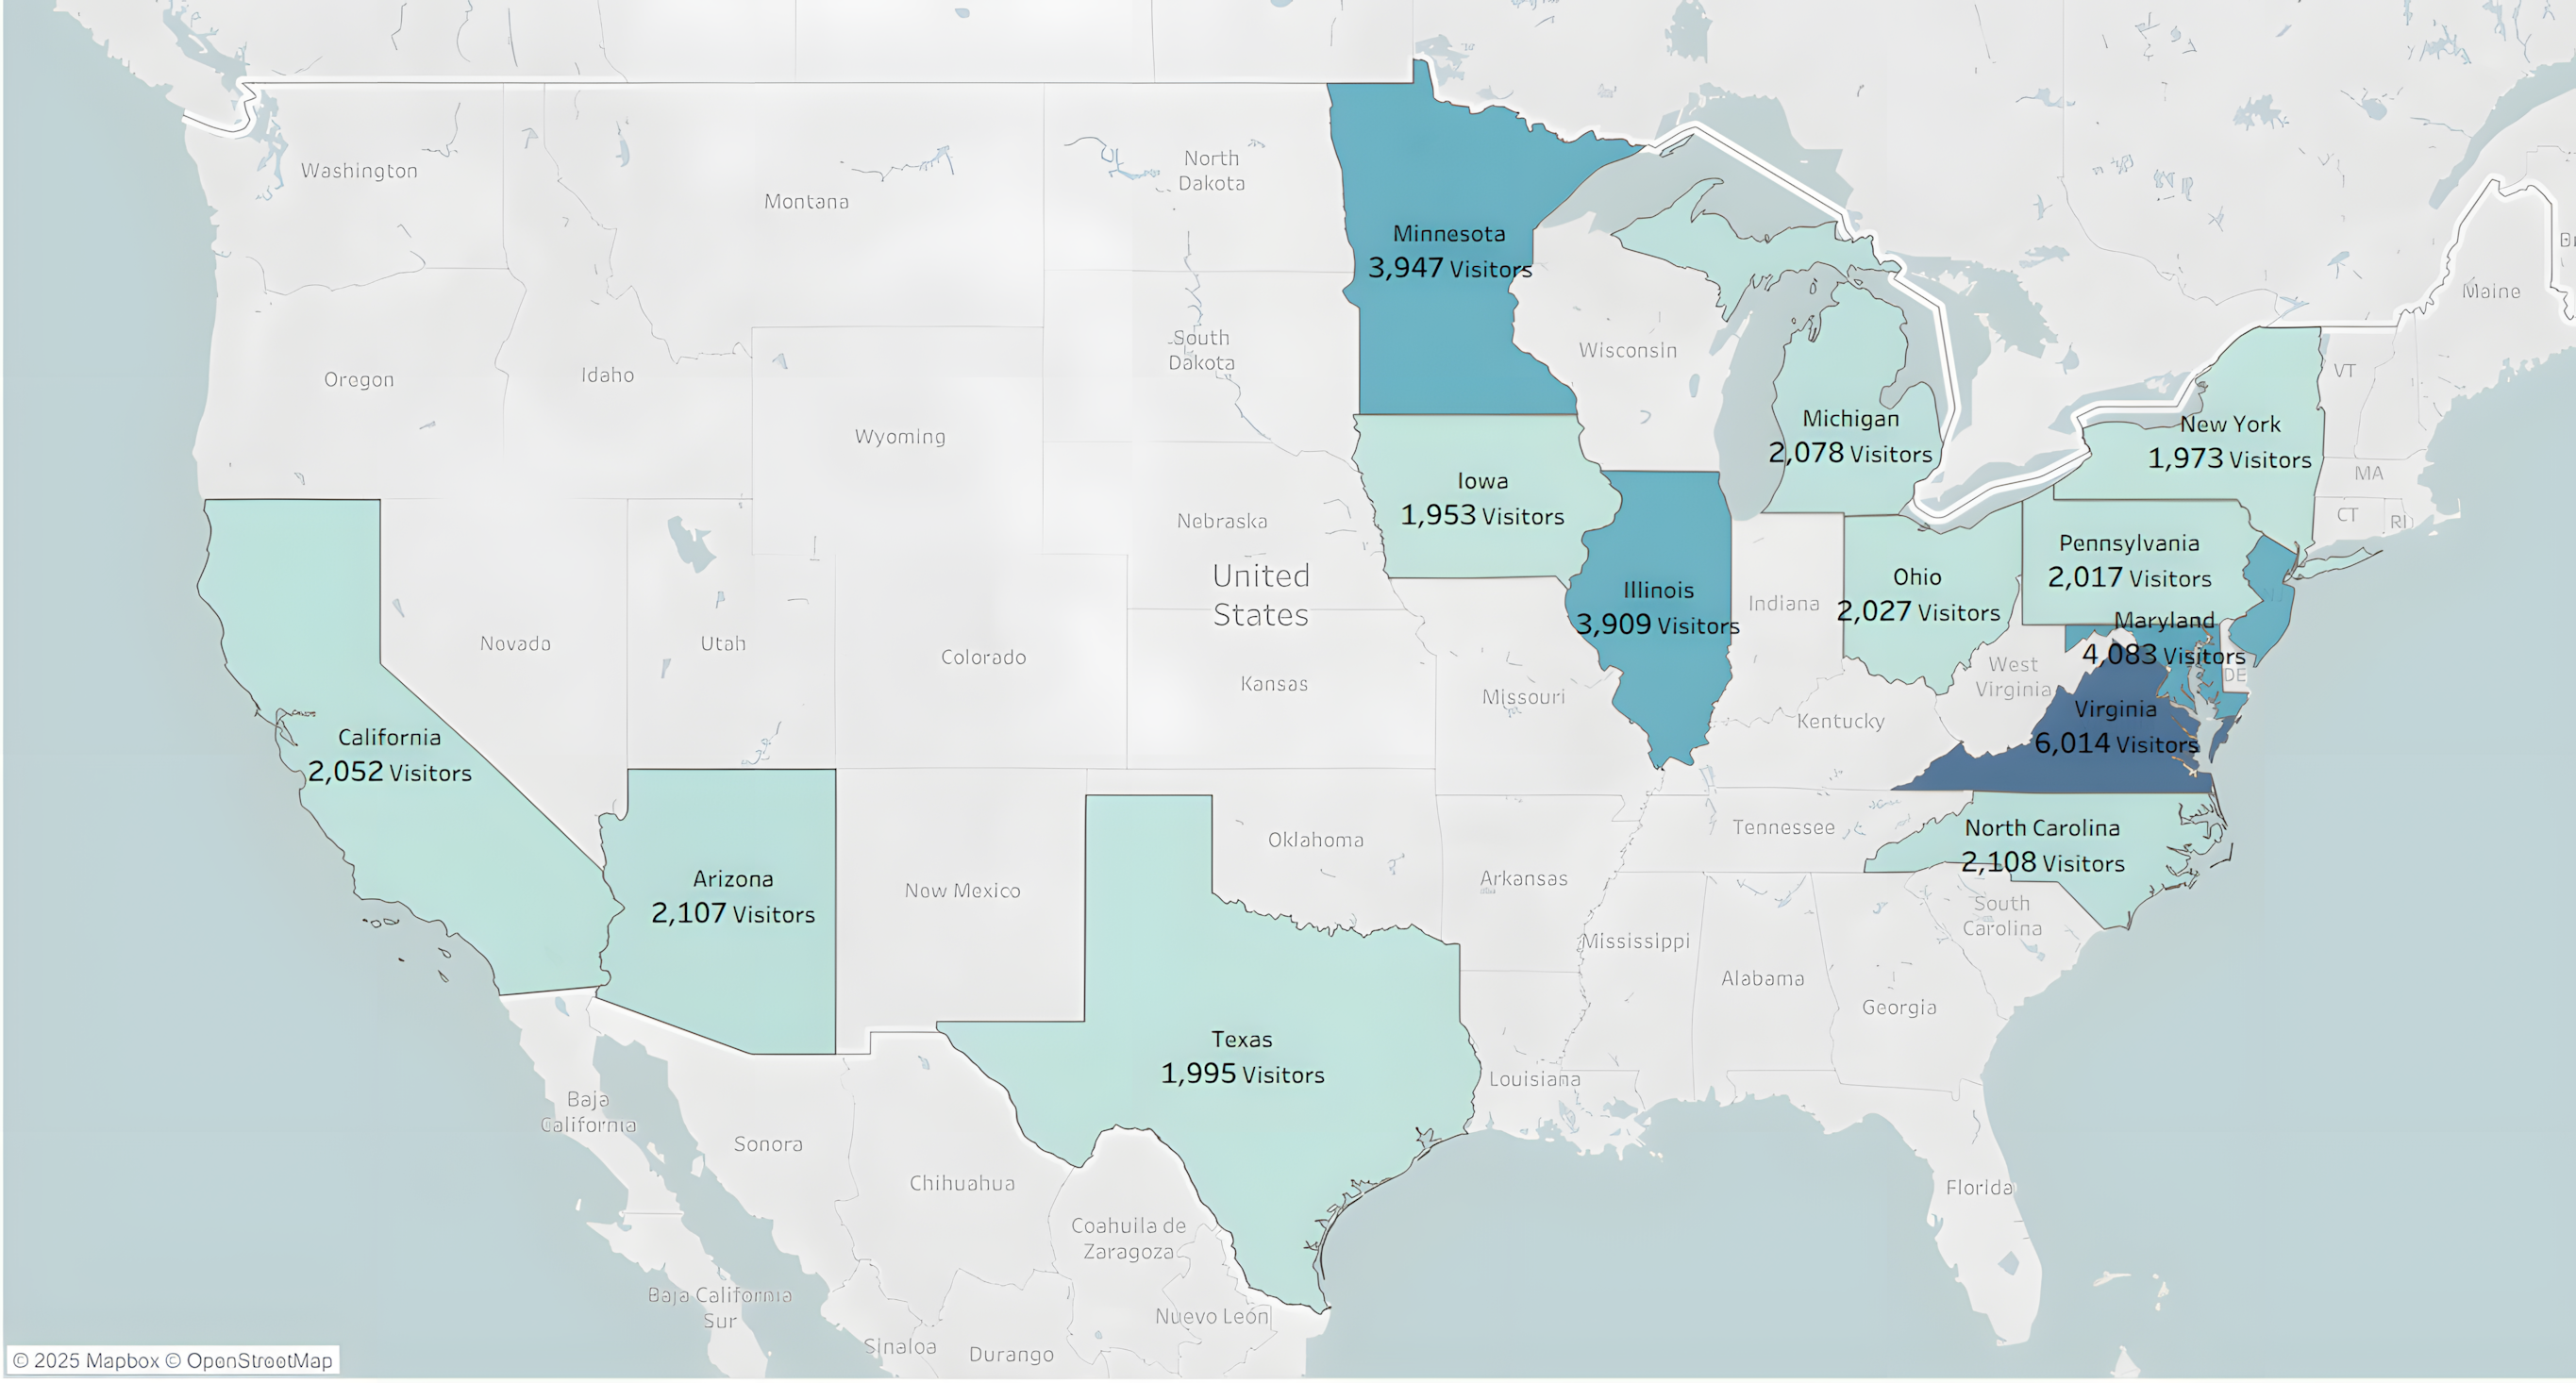 Washington
Montana
North
Dakota
Minnesota
3,947 Visitors
Oregon
Idaho
South
Dakota
Wisconsin
Maine
Wyoming
Michigan
2,078 Visitors
New York
1,973 Visitors
VT
MA
CT
RI
Iowa
1,953 Visitors
Nebraska
United
States
Illinois
3,909 Visitors
Indiana
Ohio
2,027 Visitors
Pennsylvania
2,017 Visitors
NJ
Maryland
4,083 Visitors
DE
Novada
Utah
Colorado
Kansas
Missouri
Kentucky
West
Virginia
Virginia
6,014 Visitors
California
2,052 Visitors
Arizona
2,107 Visitors
Now Mexico
Oklahoma
Arkansas
Tennessee
North Carolina
2,108 Visitors
South
Carolina
Mississippi
Alabama
Georgia
Texas
1,995 Visitors
Louisiana
Florida
Baja
California
Sonora
Chihuahua
Coahuila de
Zaragoza
Baja California
Sur
Nuevo León
Sinaloa
Durango
© 2025 Mapbox © OponStrootMap